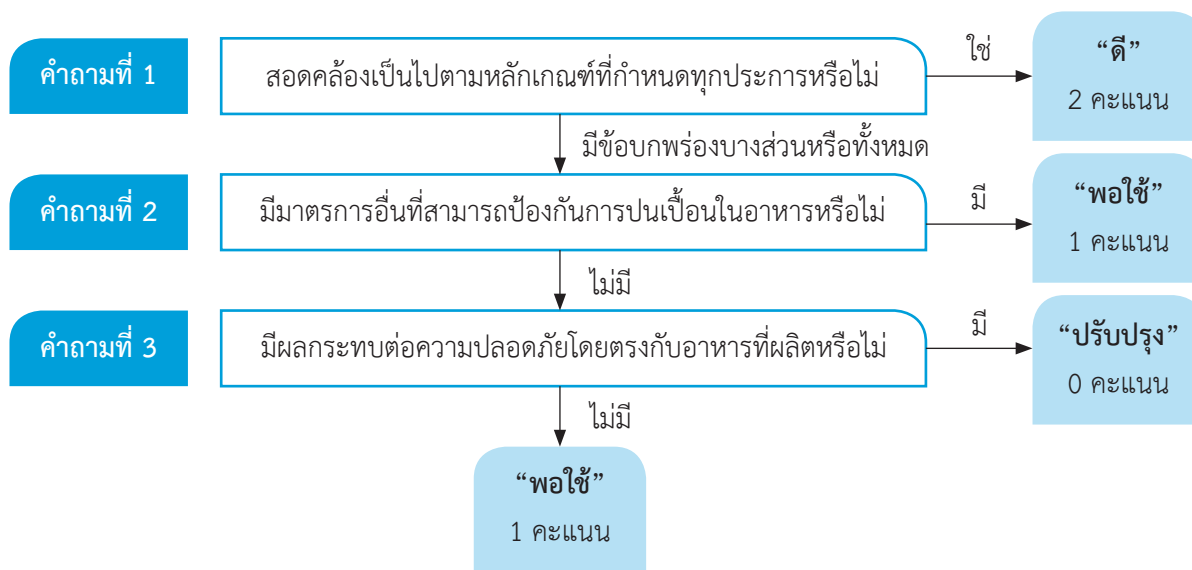 คำถามที่ 1
สอดคล้องเป็นไปตามหลักเกณฑ์ที่กำหนดทุกประการหรือไม่
ใช่
“ดี”
2 คะแนน
มีข้อบกพร่องบางส่วนหรือทั้งหมด
คำถามที่ 2
มีมาตรการอื่นที่สามารถป้องกันการปนเปื้อนในอาหารหรือไม่
มี
“พอใช้”
1 คะแนน
ไม่มี
คำถามที่ 3
มีผลกระทบต่อความปลอดภัยโดยตรงกับอาหารที่ผลิตหรือไม่
มี
“ปรับปรุง”
0 คะแนน
ไม่มี
“พอใช้”
1 คะแนน